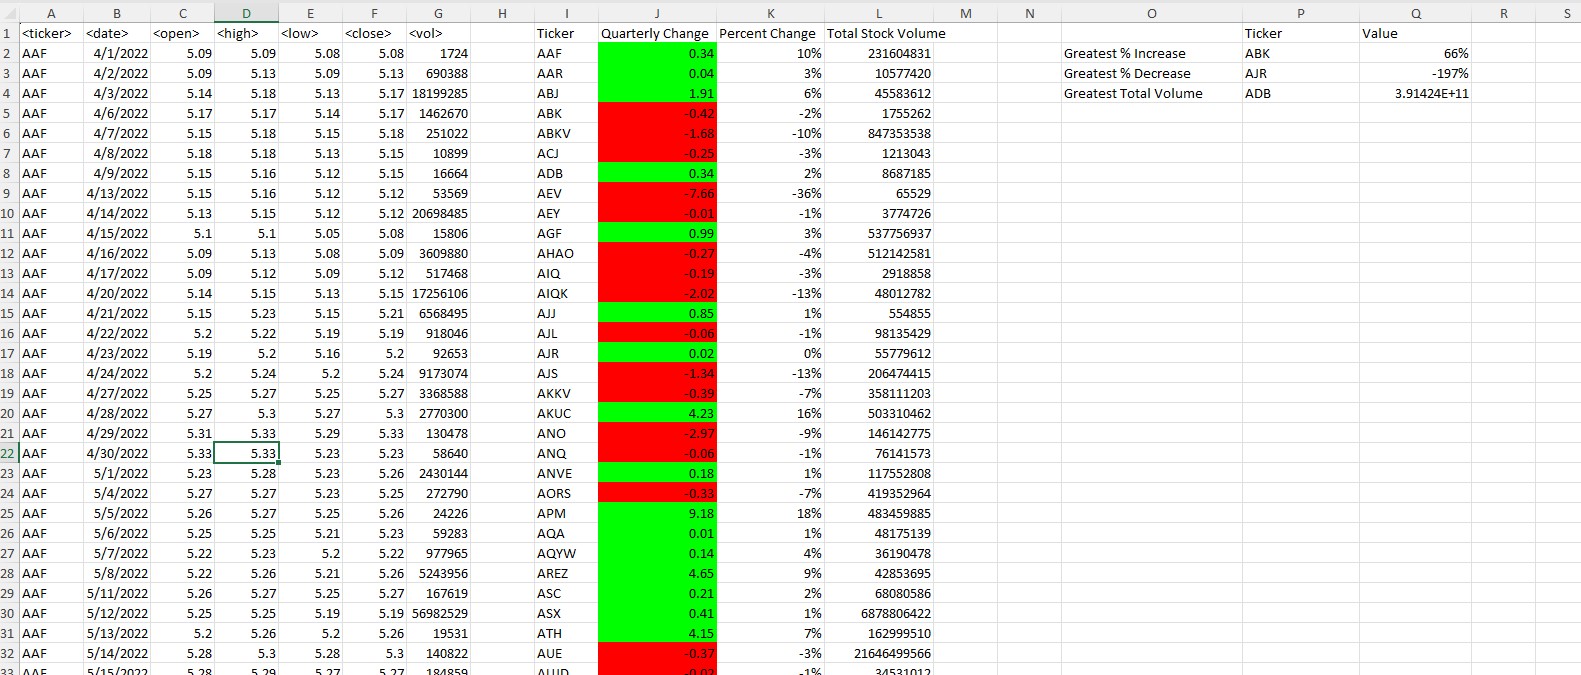 A B C D E F G H I J K L M N O P Q R S
1 <ticker> <date> <open> <high> <low> <close> <vol> Ticker Quarterly Change Percent Change Total Stock Volume Ticker Value
2 AAF 4/1/2022 5.09 5.09 5.08 5.08 1724 AAF 0.34 10% 231604831 Greatest % Increase ABK 66%
3 AAF 4/2/2022 5.09 5.13 5.09 5.13 690388 AAR 0.04 3% 10577420 Greatest % Decrease AJR -197%
4 AAF 4/3/2022 5.14 5.18 5.13 5.17 18199285 ABJ 1.91 6% 45583612 Greatest Total Volume ADB 3.91424E+11
5 AAF 4/6/2022 5.17 5.17 5.14 5.17 1462670 ABK -0.42 -2% 1755262
6 AAF 4/7/2022 5.15 5.18 5.15 5.18 251022 ABKV -1.68 -10% 847353538
7 AAF 4/8/2022 5.18 5.18 5.13 5.15 10899 ACJ -0.25 -3% 1213043
8 AAF 4/9/2022 5.15 5.16 5.12 5.15 16664 ADB 0.34 2% 8687185
9 AAF 4/13/2022 5.15 5.16 5.12 5.12 53569 AEV -7.66 -36% 65529
10 AAF 4/14/2022 5.13 5.15 5.12 5.12 20698485 AEY -0.01 -1% 3774726
11 AAF 4/15/2022 5.1 5.1 5.05 5.08 15806 AGF 0.99 3% 537756937
12 AAF 4/16/2022 5.09 5.13 5.08 5.09 3609880 AHAO -0.27 -4% 512142581
13 AAF 4/17/2022 5.09 5.12 5.09 5.12 517468 AIQ -0.19 -3% 2918858
14 AAF 4/20/2022 5.14 5.15 5.13 5.15 17256106 AIQK -2.02 -13% 48012782
15 AAF 4/21/2022 5.15 5.23 5.15 5.21 6568495 AJJ 0.85 1% 554855
16 AAF 4/22/2022 5.2 5.22 5.19 5.19 918046 AJL -0.06 -1% 98135429
17 AAF 4/23/2022 5.19 5.2 5.16 5.2 92653 AJR 0.02 0% 55779612
18 AAF 4/24/2022 5.2 5.24 5.2 5.24 9173074 AJS -1.34 -13% 206474415
19 AAF 4/27/2022 5.25 5.27 5.25 5.27 3368588 AKKV -0.39 -7% 358111203
20 AAF 4/28/2022 5.27 5.3 5.27 5.3 2770300 AKUC 4.23 16% 503310462
21 AAF 4/29/2022 5.31 5.33 5.29 5.33 130478 ANO -2.97 -9% 146142775
22 AAF 4/30/2022 5.33 5.33 5.23 5.23 58640 ANQ -0.06 -1% 76141573
23 AAF 5/1/2022 5.23 5.28 5.23 5.26 2430144 ANVE 0.18 1% 117552808
24 AAF 5/4/2022 5.27 5.27 5.23 5.25 272790 AORS -0.33 -7% 419352964
25 AAF 5/5/2022 5.26 5.27 5.25 5.26 24226 APM 9.18 18% 483459885
26 AAF 5/6/2022 5.25 5.25 5.21 5.23 59283 AQA 0.01 1% 48175139
27 AAF 5/7/2022 5.22 5.23 5.2 5.22 977965 AQYW 0.14 4% 36190478
28 AAF 5/8/2022 5.22 5.26 5.21 5.26 5243956 AREZ 4.65 9% 42853695
29 AAF 5/11/2022 5.26 5.27 5.25 5.27 167619 ASC 0.21 2% 68080586
30 AAF 5/12/2022 5.25 5.25 5.19 5.19 56982529 ASX 0.41 1% 6878806422
31 AAF 5/13/2022 5.2 5.26 5.2 5.26 19531 ATH 4.15 7% 162999510
32 AAF 5/14/2022 5.28 5.3 5.28 5.3 140822 AUE -0.37 -3% 21646499566
33 AAF 5/15/2022 5.28 5.29 5.27 5.27 184859 AUUD -0.02 -1% 34531012